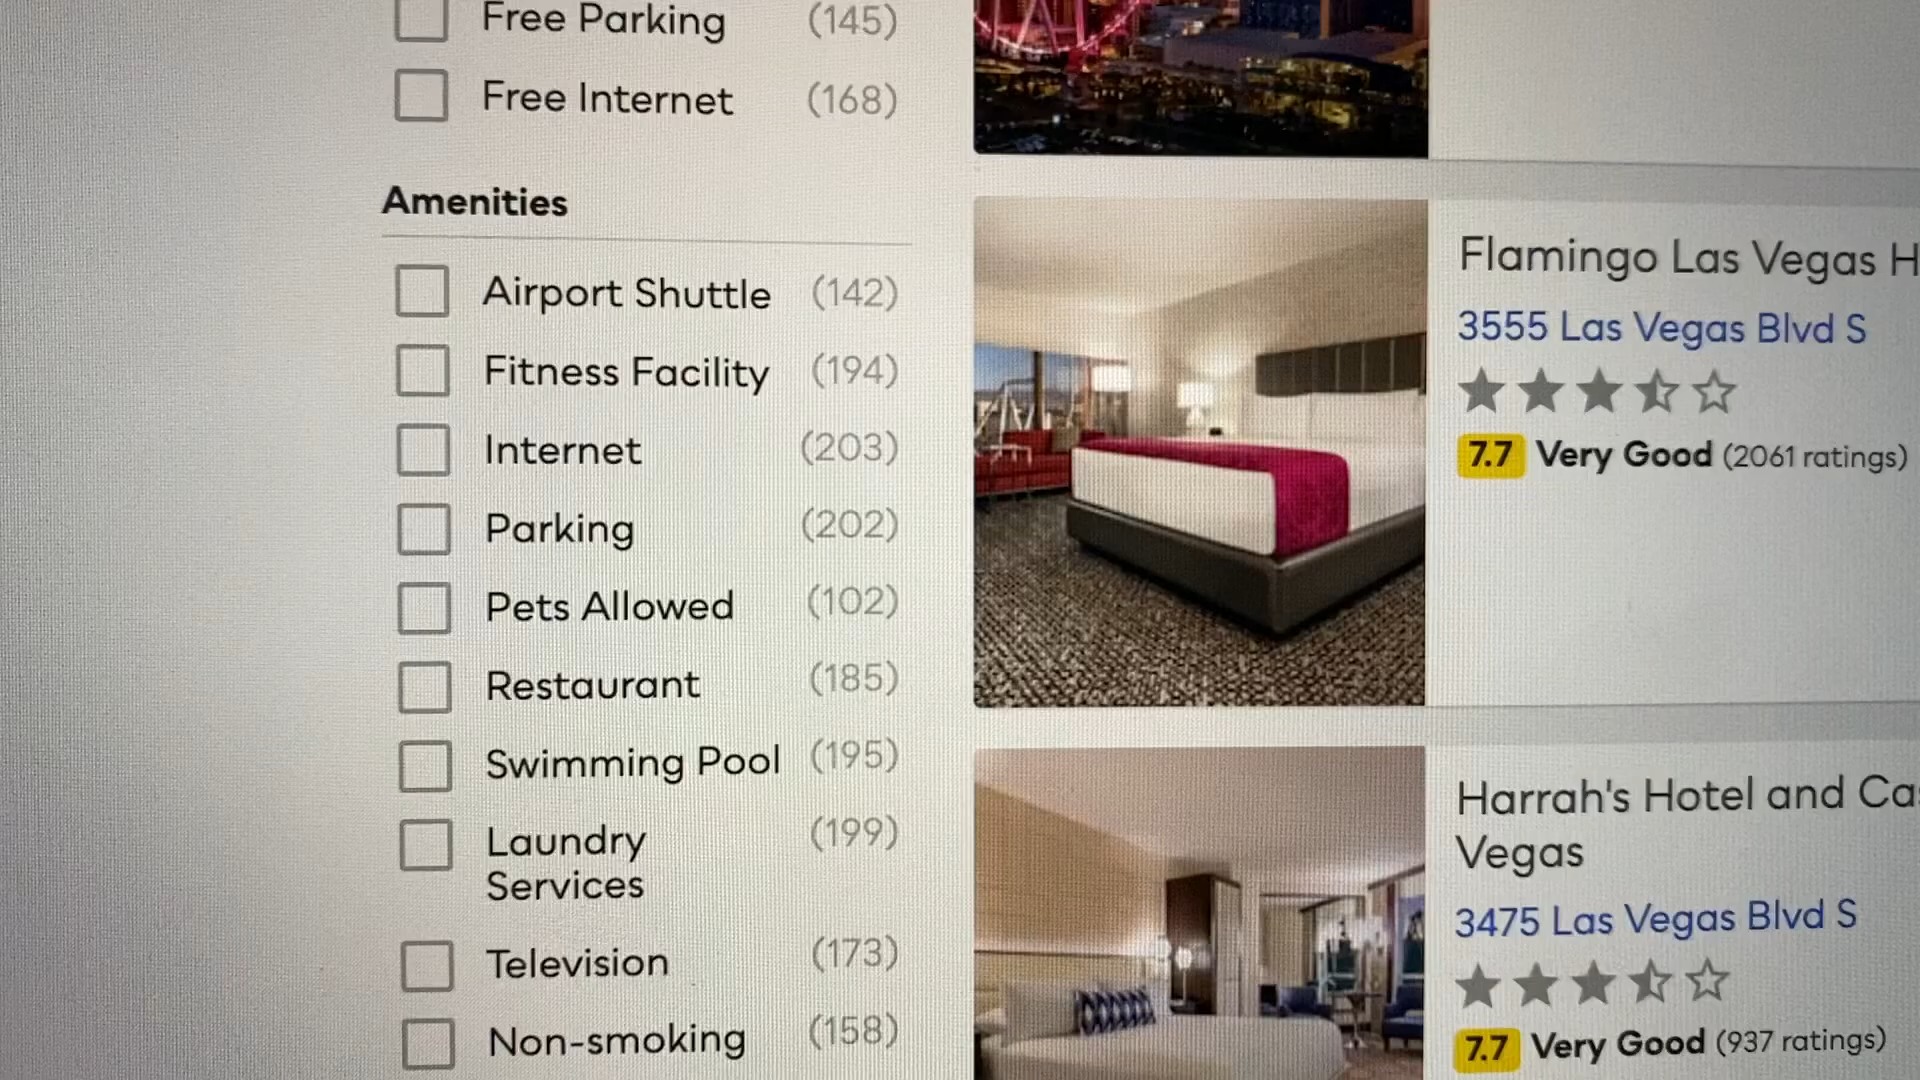 Free Parking (145)
Free Internet (168)
Amenities
Airport Shuttle (142)
Fitness Facility (194)
Internet (203)
Parking (202)
Pets Allowed (102)
Restaurant (185)
Swimming Pool (195)
Laundry (199)
Services
Television (173)
Non-smoking (158)
Flamingo Las Vegas H
3555 Las Vegas Blvd S
7.7 Very Good (2061 ratings)
Harrah's Hotel and Ca
Vegas
3475 Las Vegas Blvd S
7.7 Very Good (937 ratings)